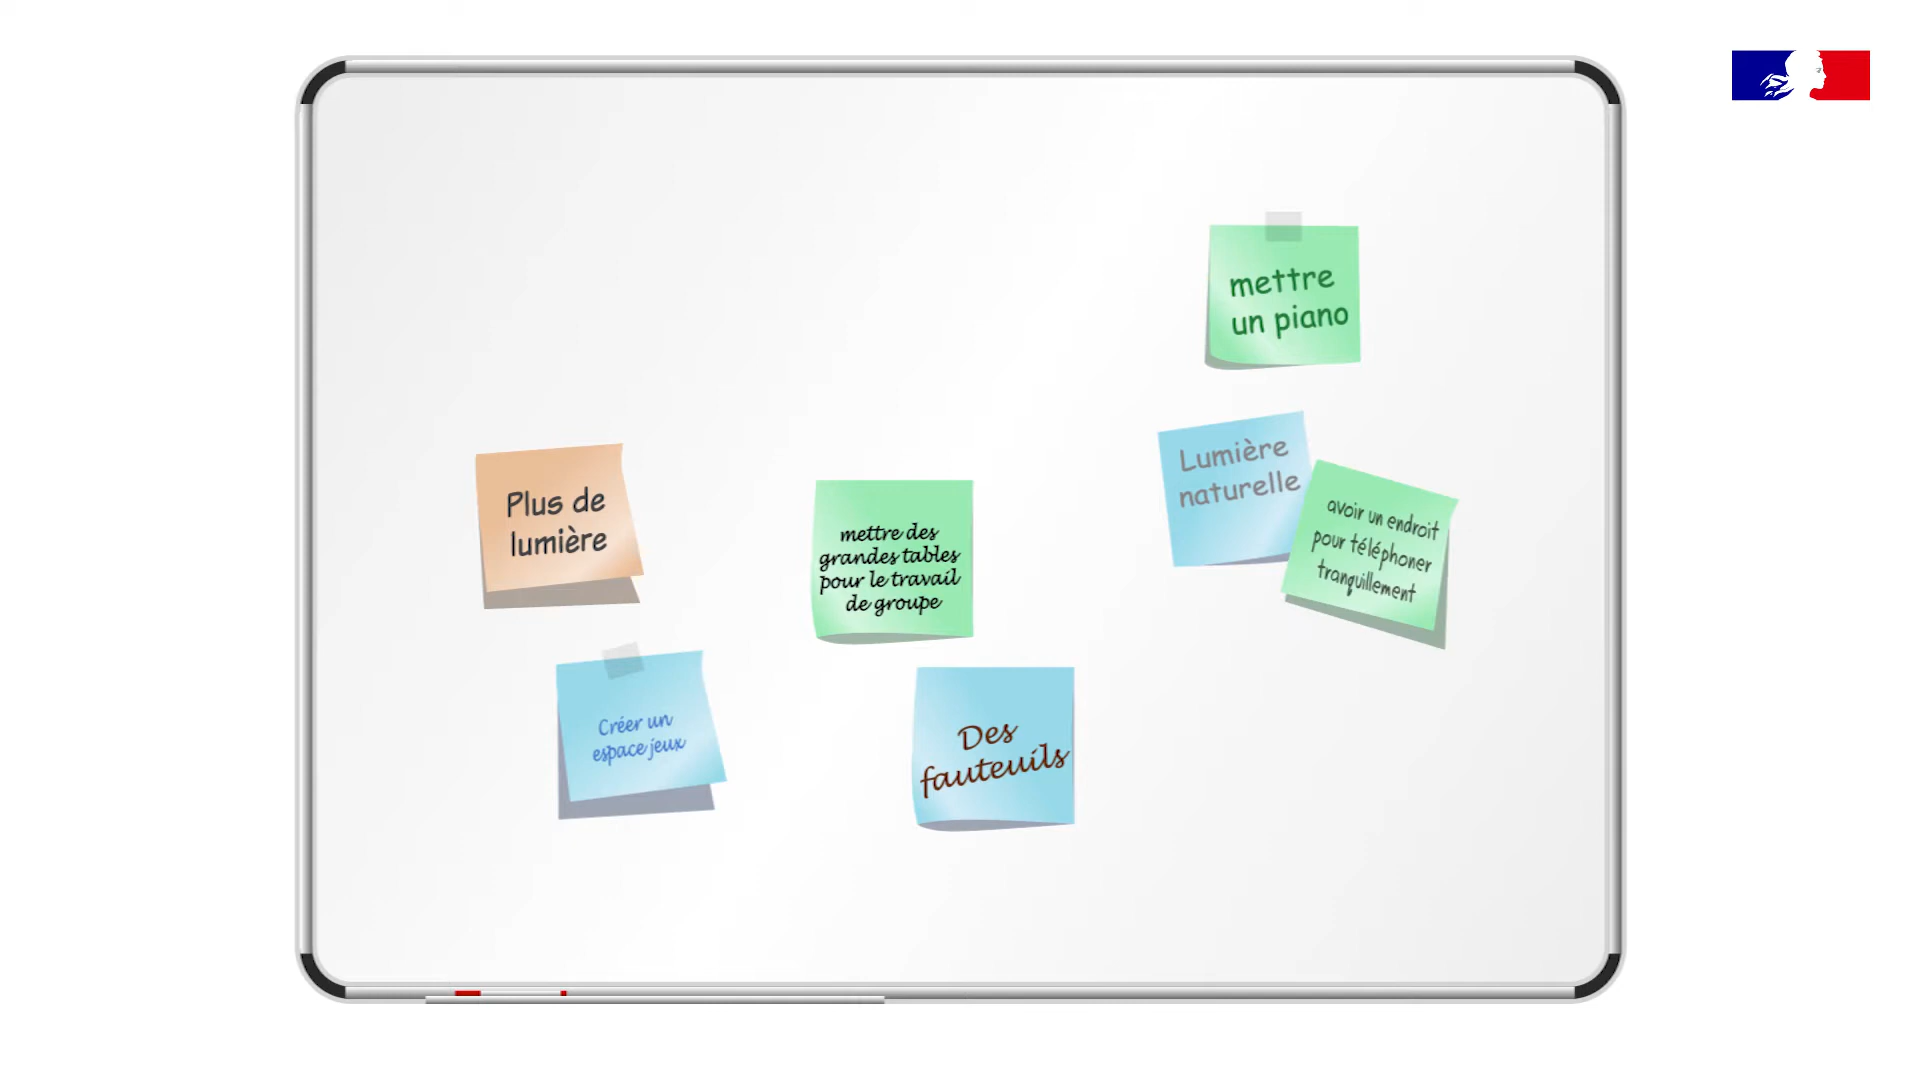 mettre
un piano
Plus de
lumière
mettre des
grandes tables
pour le travail
de groupe
Lumière
naturelle
avoir un endroit
pour téléphoner
tranquillement
Créer un
espace jeux
Des
fauteuils